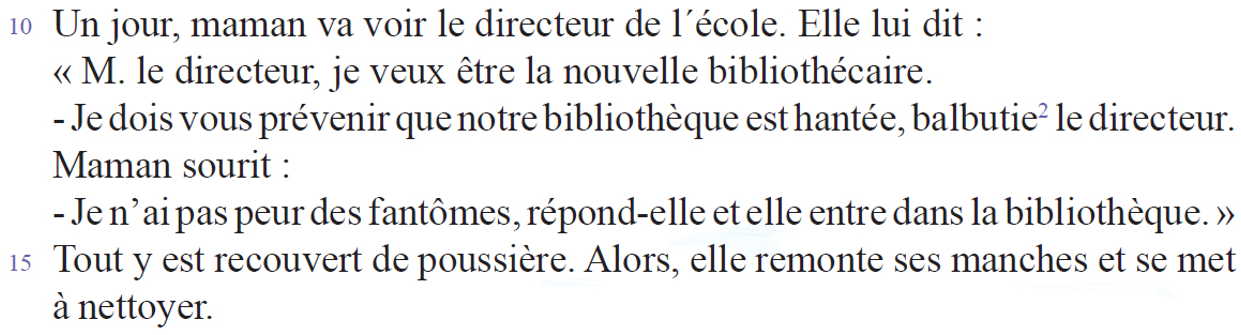 10 Un jour, maman va voir le directeur de l´école. Elle lui dit :
« M. le directeur, je veux être la nouvelle bibliothécaire.
- Je dois vous prévenir que notre bibliothèque est hantée, balbutie² le directeur.
Maman sourit :
- Je n’ai pas peur des fantômes, répond-elle et elle entre dans la bibliothèque. »
15 Tout y est recouvert de poussière. Alors, elle remonte ses manches et se met
à nettoyer.